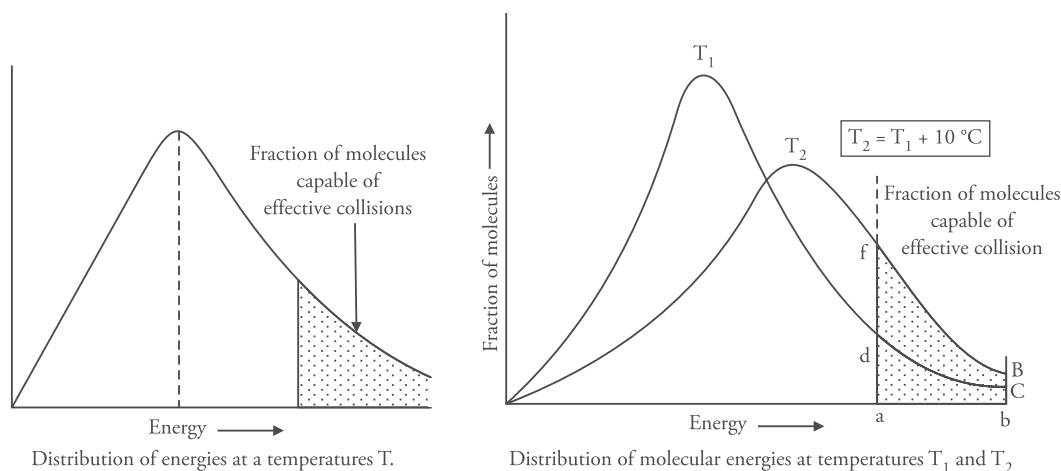 Fraction of molecules
capable of
effective collisions
Energy
Distribution of energies at a temperatures T.
T1
T2
T2 = T1 + 10 °C
Fraction of molecules
Fraction of molecules
capable of
effective collision
f
d
B
C
a
b
Energy
Distribution of molecular energies at temperatures T1 and T2